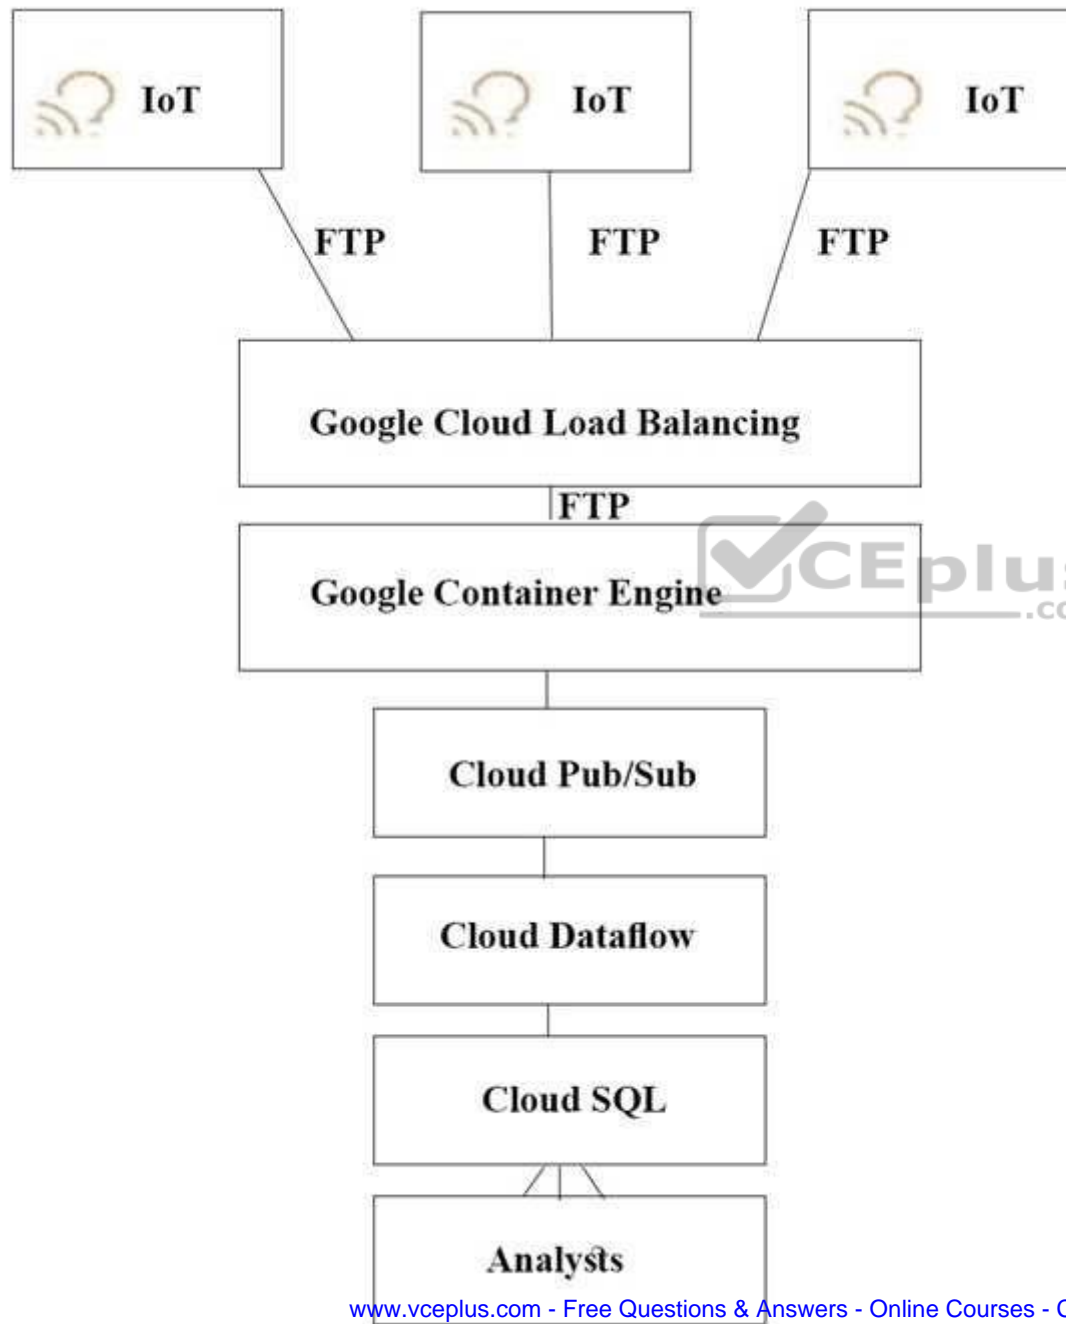 IoT
IoT
IoT
FTP
FTP
FTP
Google Cloud Load Balancing
FTP
Google Container Engine
CEplus
.co
Cloud Pub/Sub
Cloud Dataflow
Cloud SQL
Analysts
www.vceplus.com - Free Questions & Answers - Online Courses - C